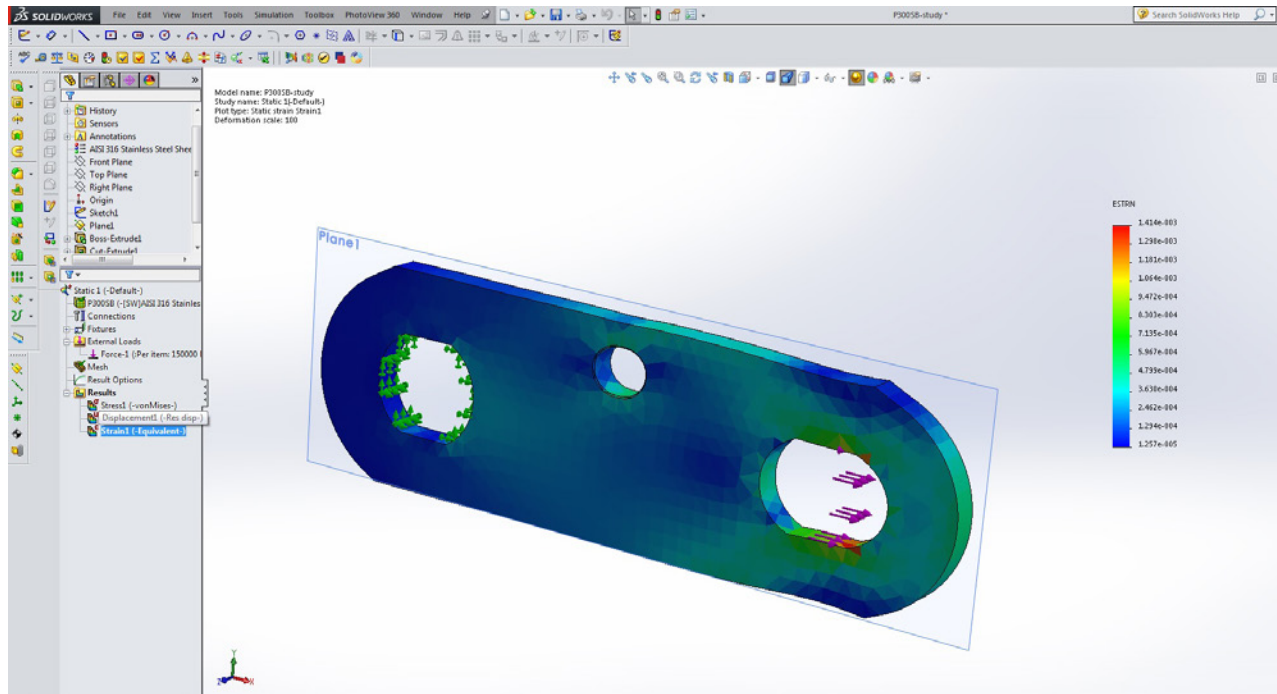 SOLIDWORKS File Edit View Insert Tools Simulation Toolbox PhotoView 360 Window Help P300SB-study * Search SolidWorks Help
Model name: P300SB-study
Study name: Static 1(-Default-)
Plot type: Static strain Strain1
Deformation scale: 100
History
Sensors
Annotations
AISI 316 Stainless Steel Shee
Front Plane
Top Plane
Right Plane
Origin
Sketch1
Plane1
Boss-Extrude1
Cut-Extrude1
Static 1 (-Default-)
P300SB (-[SW]AISI 316 Stainles
Connections
Fixtures
External Loads
Force-1 (:Per item: 150000
Mesh
Result Options
Results
Stress1 (-vonMises-)
Displacement1 (-Res disp-)
Strain1 (-Equivalent-)
Plane1
ESTRN
1.414e-003
1.298e-003
1.181e-003
1.064e-003
9.472e-004
8.303e-004
7.135e-004
5.967e-004
4.799e-004
3.630e-004
2.462e-004
1.294e-004
1.257e-005